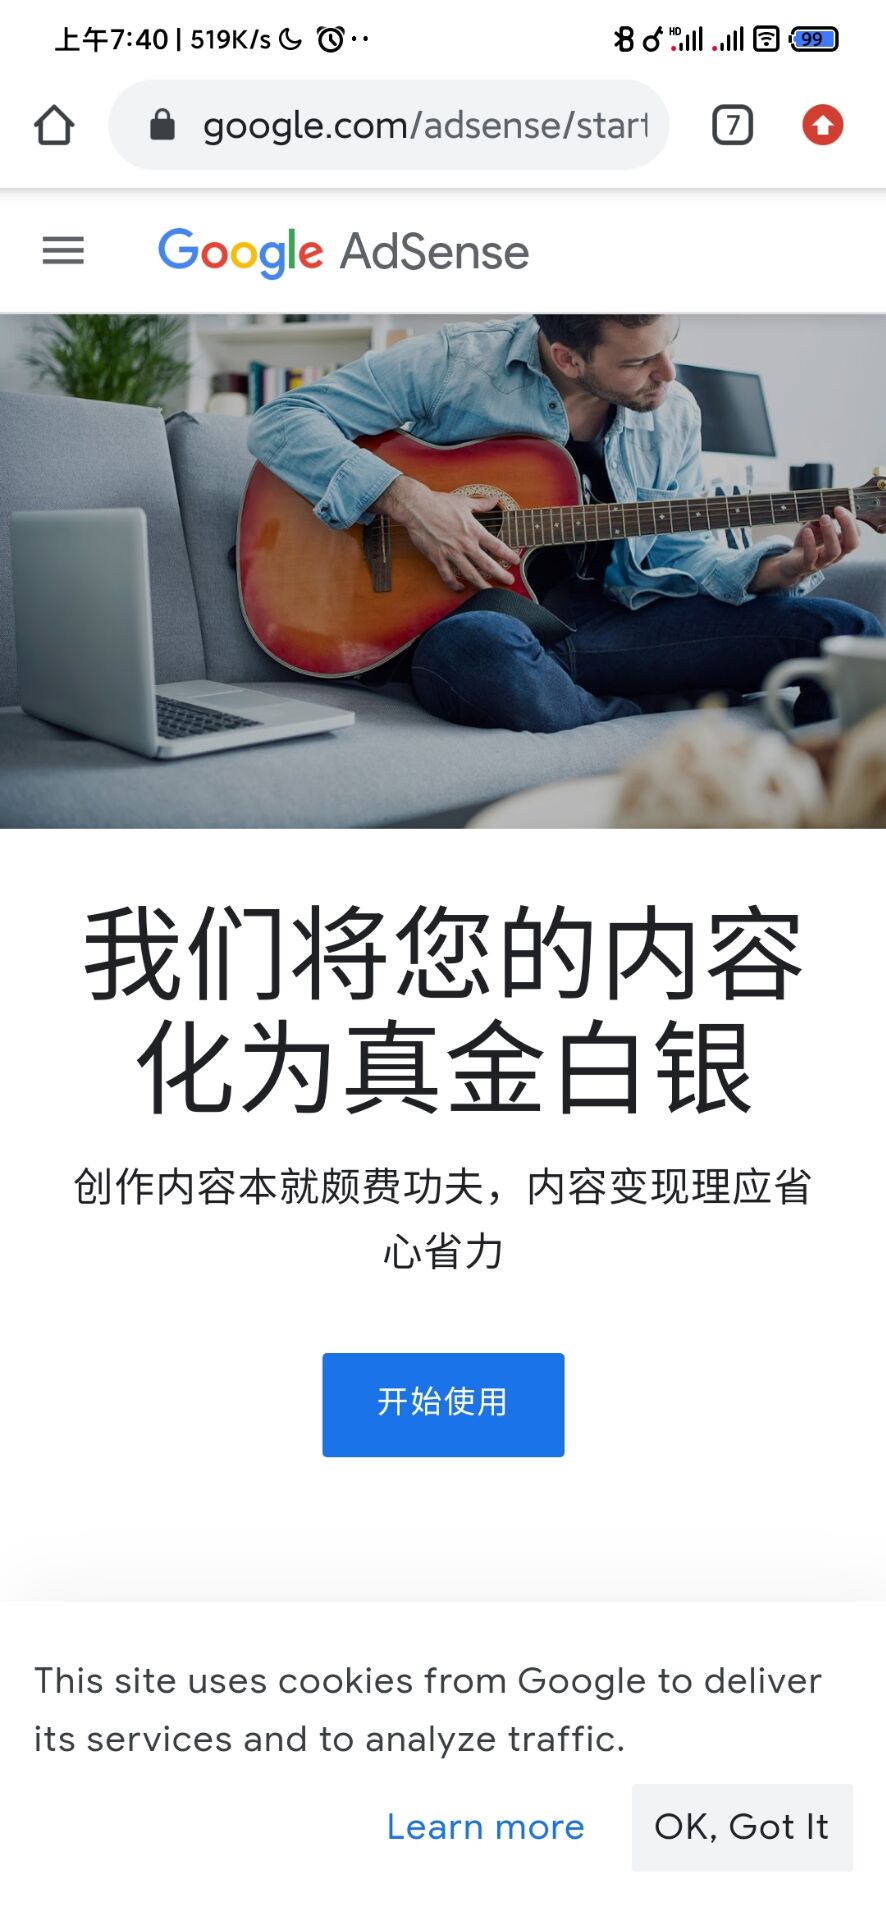 上午7:40 | 519K/s
HD
99
google.com/adsense/start
7
Google AdSense
我们将您的内容
化为真金白银
创作内容本就颇费功夫，内容变现理应省
心省力
开始使用
This site uses cookies from Google to deliver
its services and to analyze traffic.
Learn more
OK, Got It